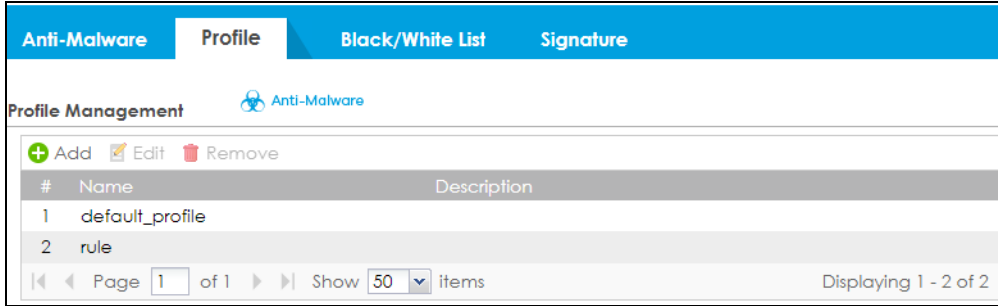 Anti-Malware Profile Black/White List Signature
Profile Management Anti-Malware
Add Edit Remove
# Name Description
1 default_profile
2 rule
Page 1 of 1 Show 50 items Displaying 1 - 2 of 2